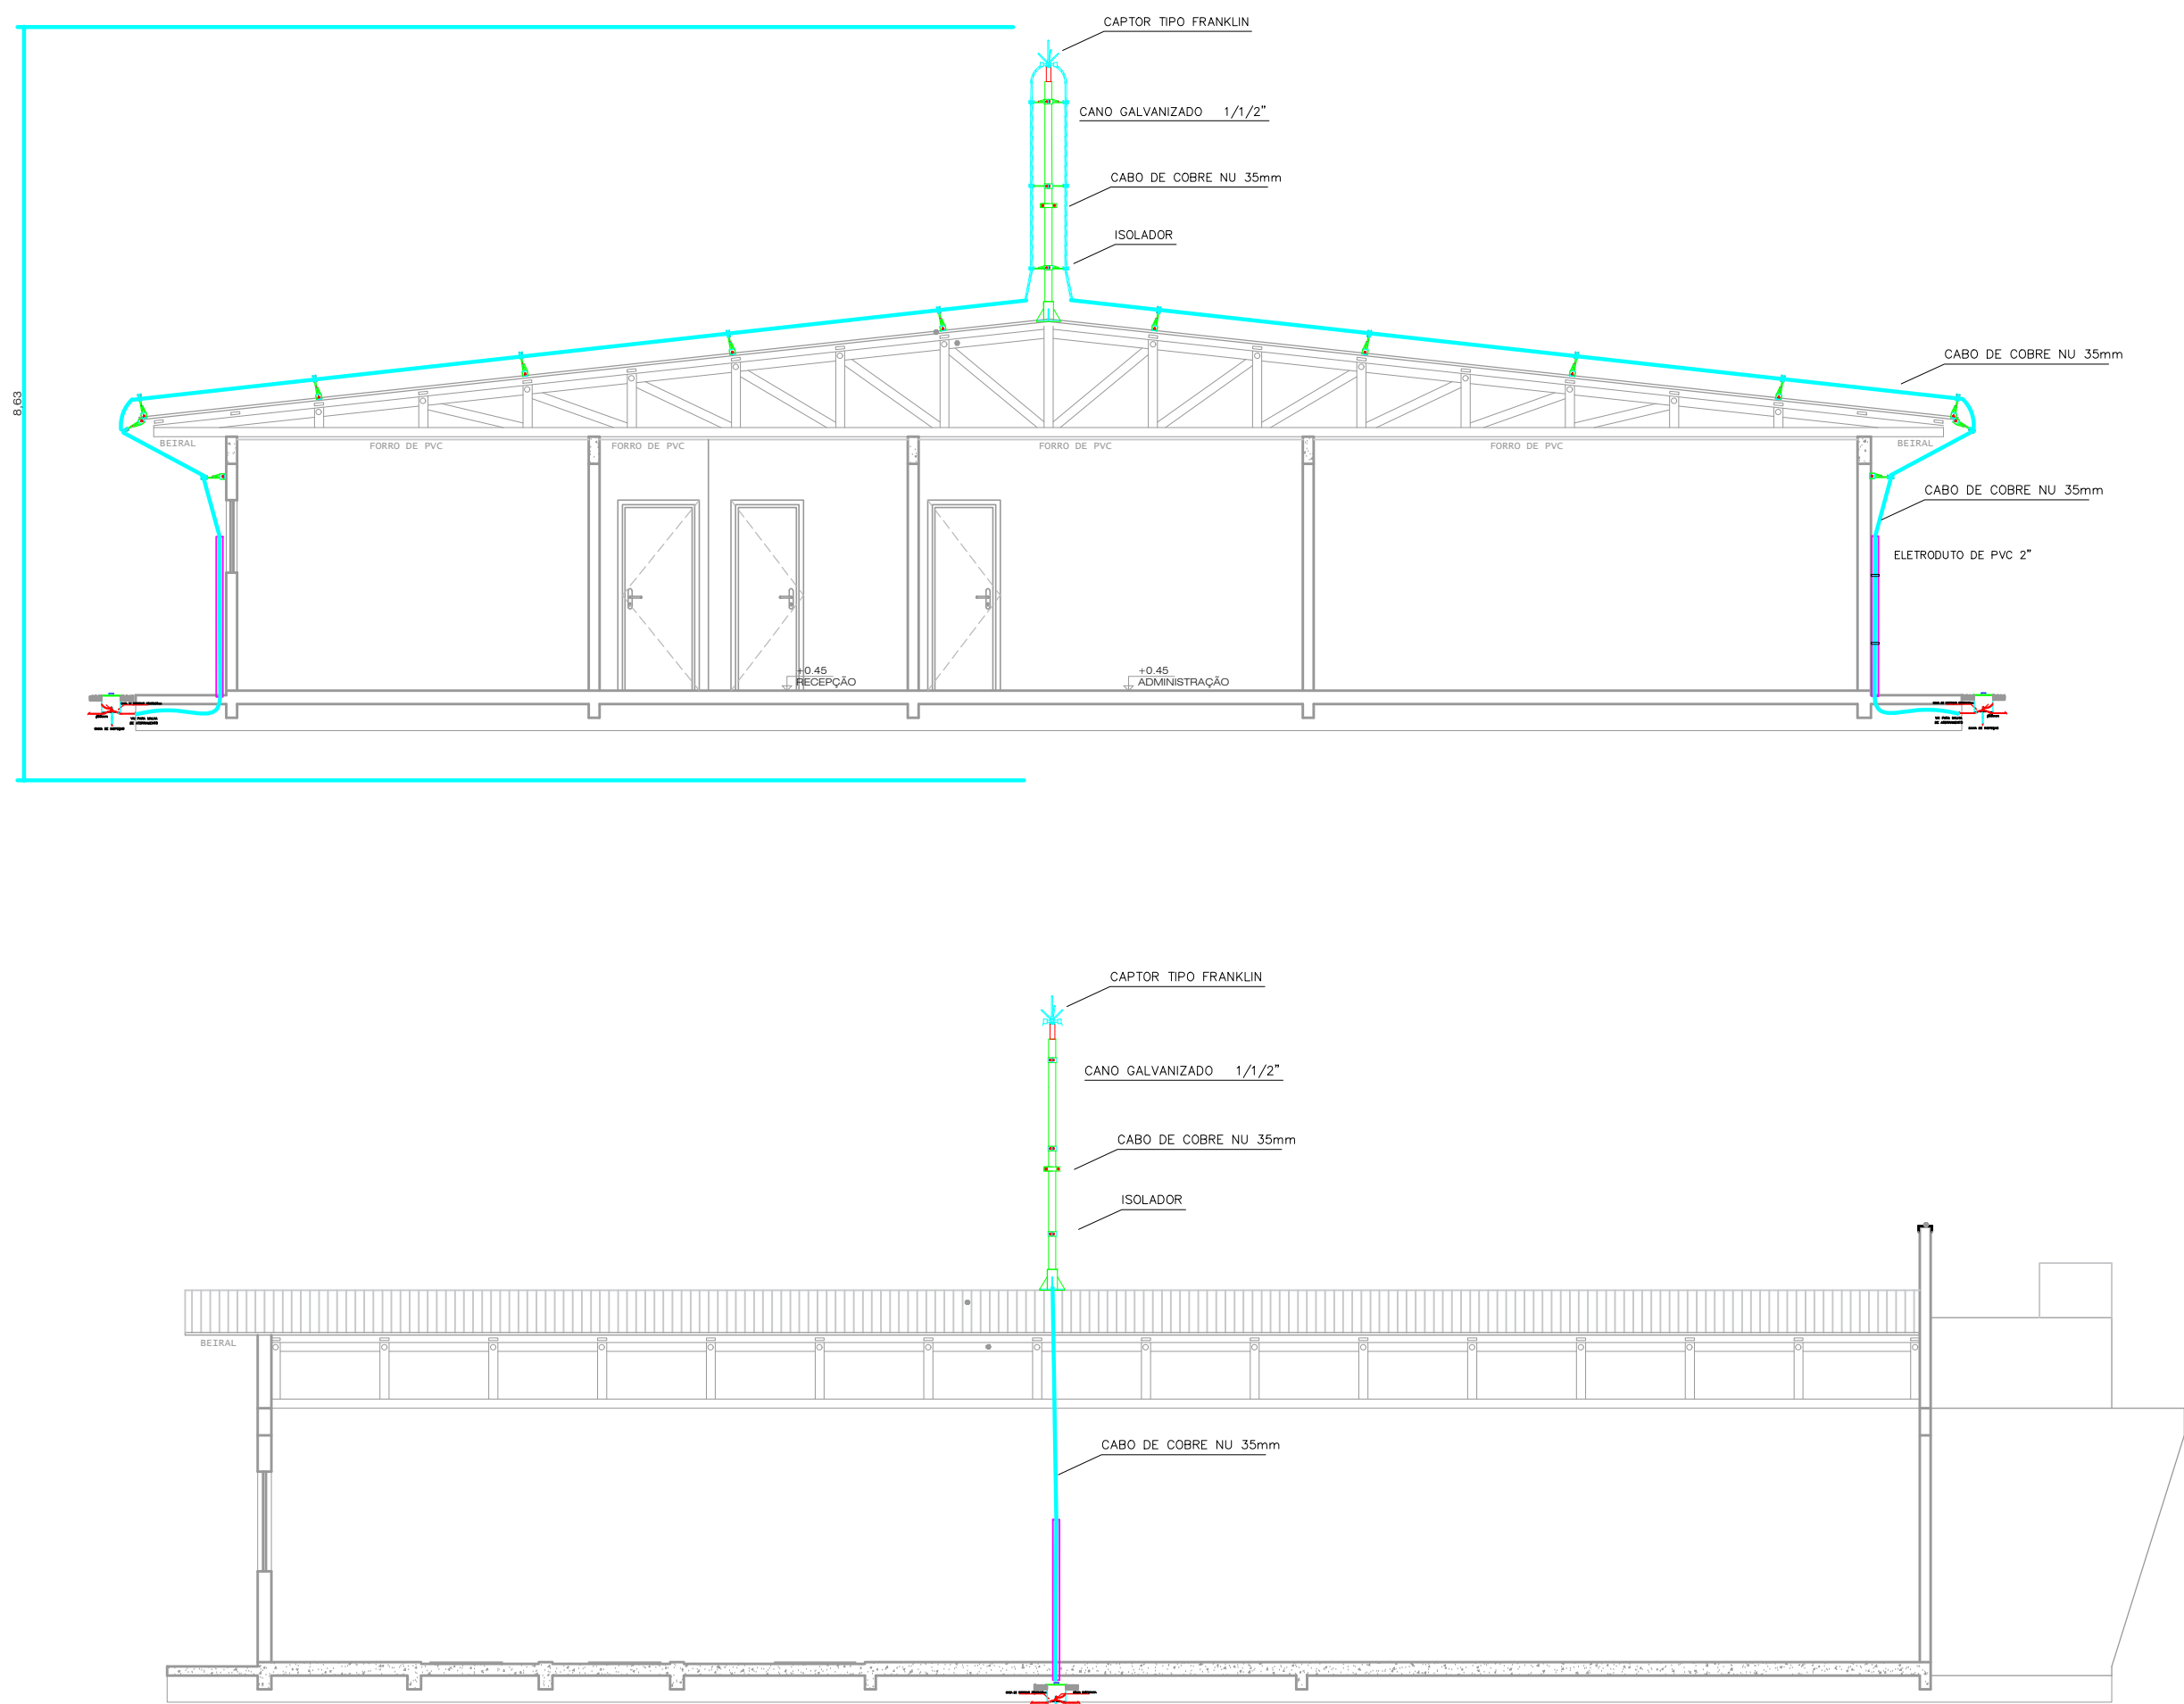 CAPTOR TIPO FRANKLIN
CANO GALVANIZADO 1/1/2"
CABO DE COBRE NU 35mm
ISOLADOR
CABO DE COBRE NU 35mm
8,63
BEIRAL
FORRO DE PVC
FORRO DE PVC
FORRO DE PVC
FORRO DE PVC
BEIRAL
CABO DE COBRE NU 35mm
ELETRODUTO DE PVC 2"
+0.45
RECEPÇÃO
+0.45
ADMINISTRAÇÃO
CAPTOR TIPO FRANKLIN
CANO GALVANIZADO 1/1/2"
CABO DE COBRE NU 35mm
ISOLADOR
BEIRAL
CABO DE COBRE NU 35mm